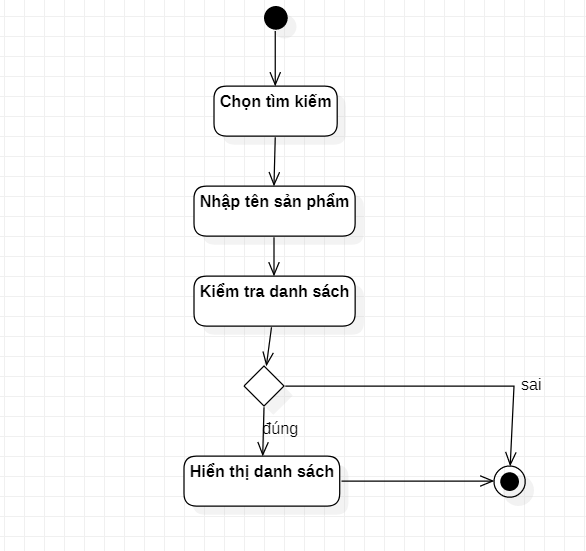 Chọn tìm kiếm
Nhập tên sản phẩm
Kiểm tra danh sách
sai
đúng
Hiển thị danh sách